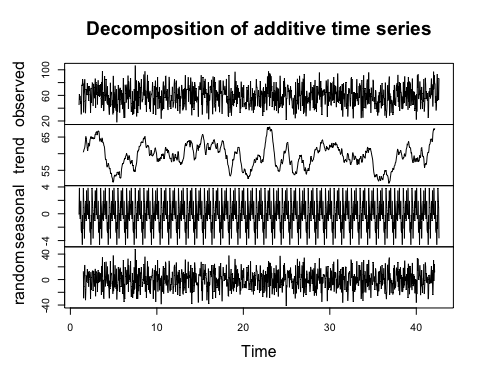 Decomposition of additive time series
observed
20 60 100
trend
55 65
seasonal
-4 0 4
random
-40 0 40
0 10 20 30 40
Time